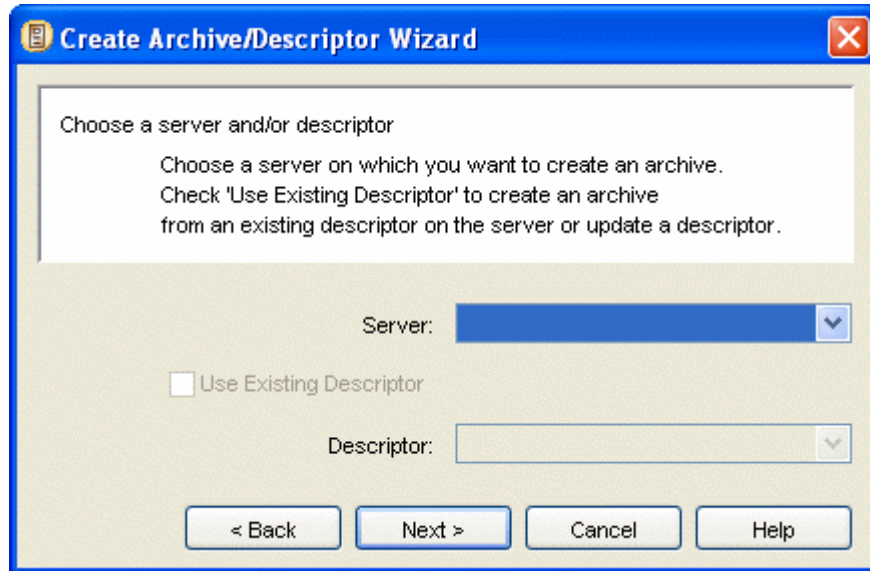 Create Archive/Descriptor Wizard
Choose a server and/or descriptor
Choose a server on which you want to create an archive.
Check 'Use Existing Descriptor' to create an archive
from an existing descriptor on the server or update a descriptor.
Server:
Use Existing Descriptor
Descriptor:
< Back Next > Cancel Help